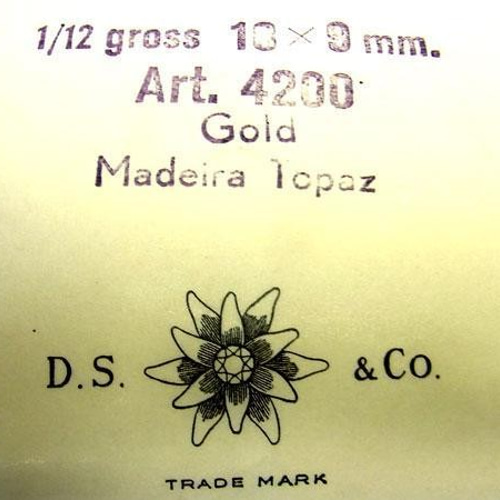 1/12 gross 18 × 9 mm.
Art. 4200
Gold
Madeira Topaz
D.S. & Co.
TRADE MARK